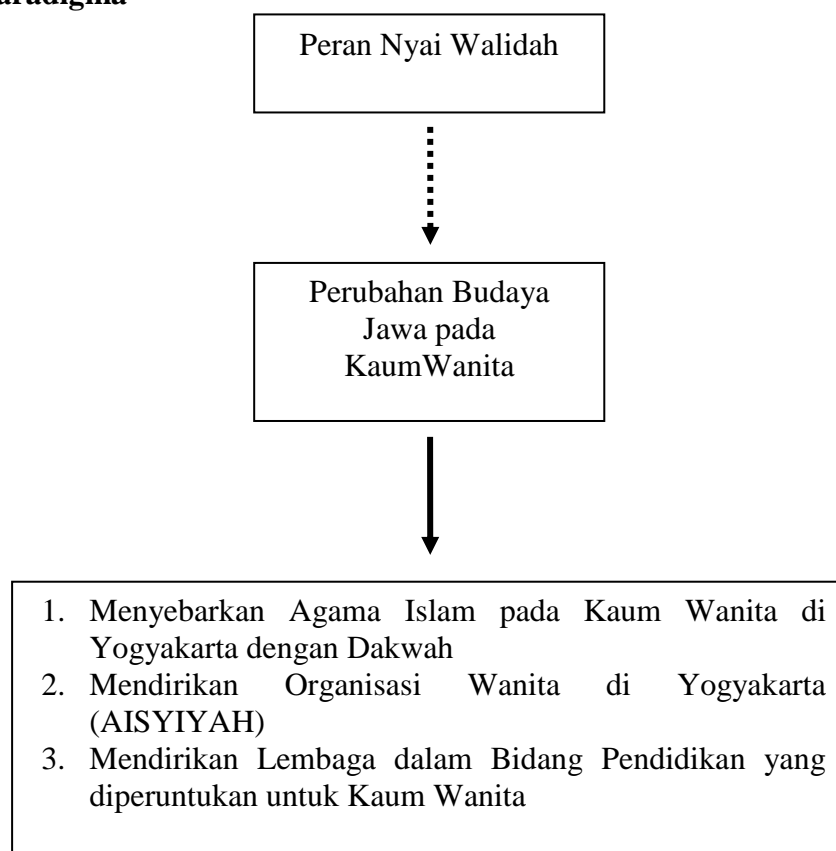 Peran Nyai Walidah
Perubahan Budaya
Jawa pada
KaumWanita
1. Menyebarkan Agama Islam pada Kaum Wanita di
Yogyakarta dengan Dakwah
2. Mendirikan Organisasi Wanita di Yogyakarta
(AISYIYAH)
3. Mendirikan Lembaga dalam Bidang Pendidikan yang
diperuntukan untuk Kaum Wanita